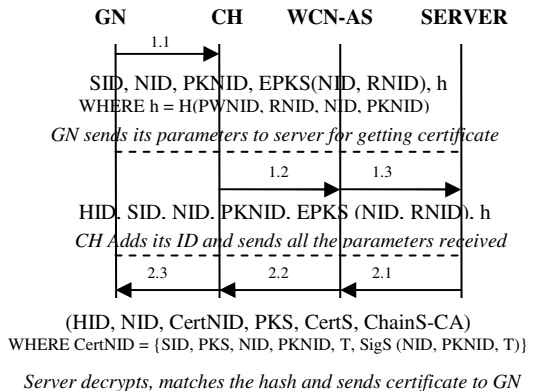 GN CH WCN-AS SERVER
1.1
SID, NID, PKNID, EPKS(NID, RNID), h
WHERE h = H(PWNID, RNID, NID, PKNID)
GN sends its parameters to server for getting certificate
1.2 1.3
HID, SID, NID, PKNID, EPKS (NID, RNID), h
CH Adds its ID and sends all the parameters received
2.3 2.2 2.1
(HID, NID, CertNID, PKS, CertS, ChainS-CA)
WHERE CertNID = {SID, PKS, NID, PKNID, T, SigS (NID, PKNID, T)}
Server decrypts, matches the hash and sends certificate to GN